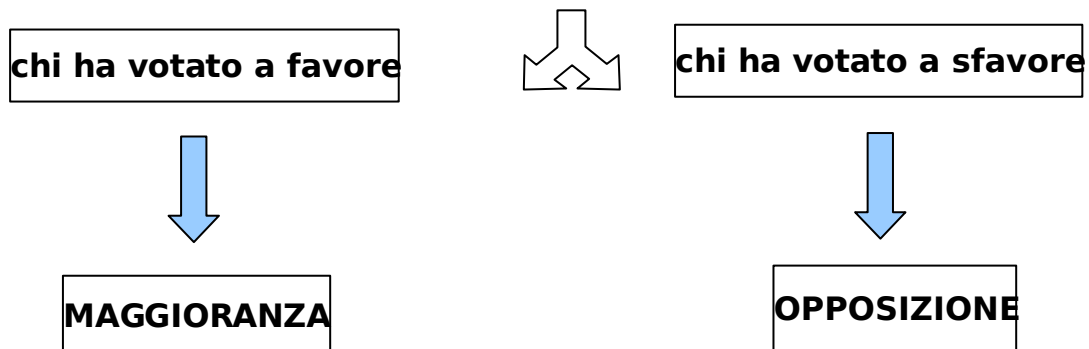 chi ha votato a favore
chi ha votato a sfavore
MAGGIORANZA
OPPOSIZIONE